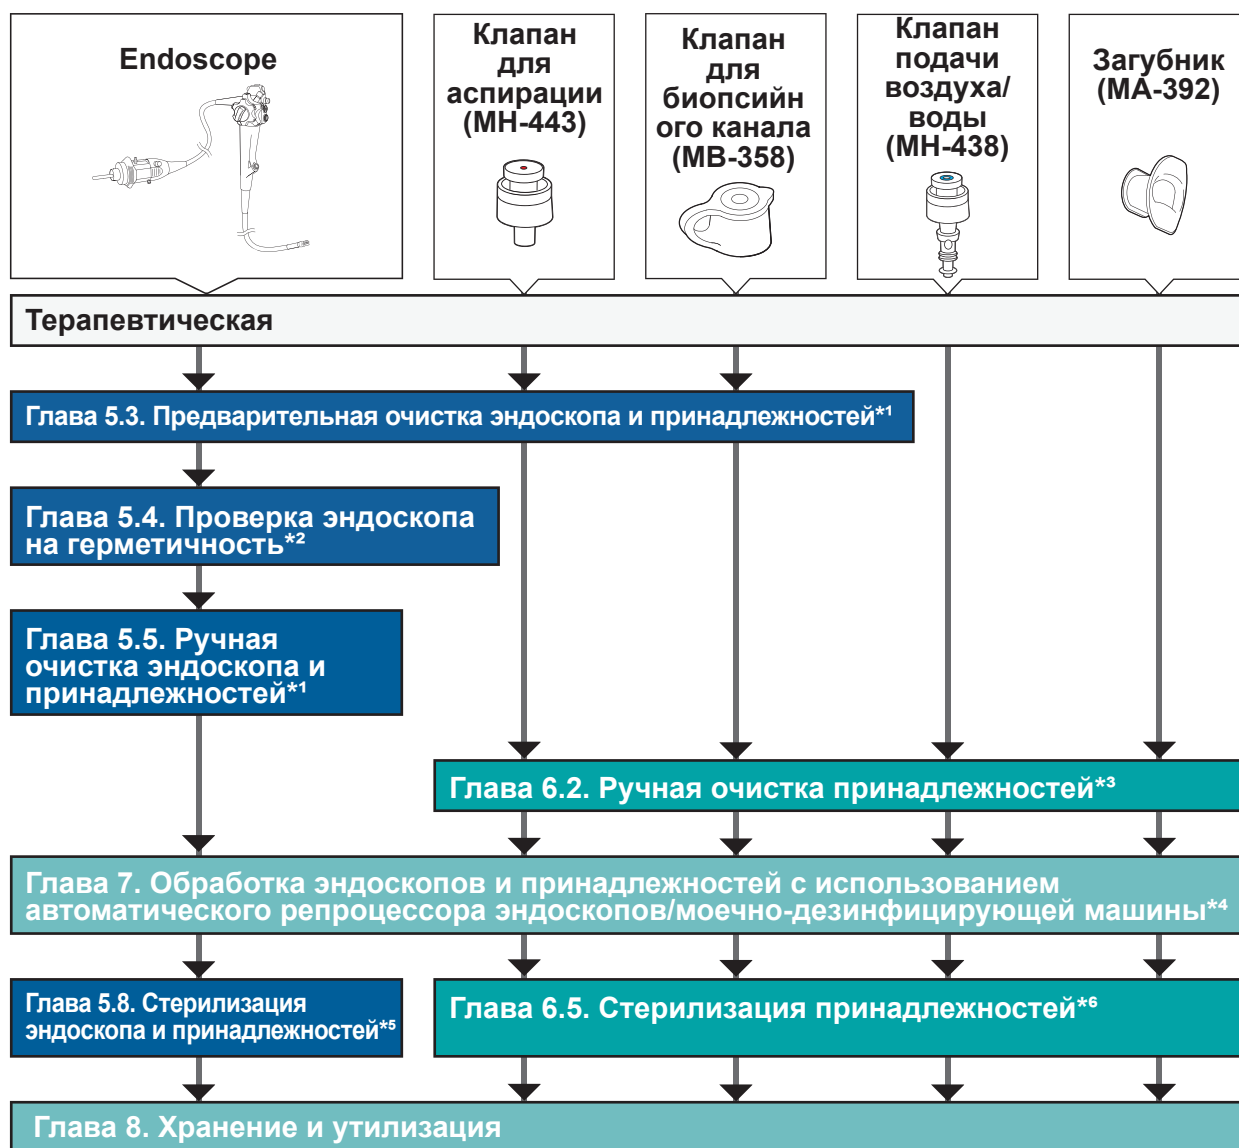 Endoscope
Клапан
для
аспирации
(MH-443)
Клапан
для
биопсийн
ого канала
(MB-358)
Клапан
подачи
воздуха/
воды
(MH-438)
Загубник
(MA-392)
Терапевтическая
Глава 5.3. Предварительная очистка эндоскопа и принадлежностей*¹
Глава 5.4. Проверка эндоскопа
на герметичность*²
Глава 5.5. Ручная
очистка эндоскопа и
принадлежностей*¹
Глава 6.2. Ручная очистка принадлежностей*³
Глава 7. Обработка эндоскопов и принадлежностей с использованием
автоматического репроцессора эндоскопов/моечно-дезинфицирующей машины*⁴
Глава 5.8. Стерилизация
эндоскопа и принадлежностей*⁵
Глава 6.5. Стерилизация принадлежностей*⁶
Глава 8. Хранение и утилизация